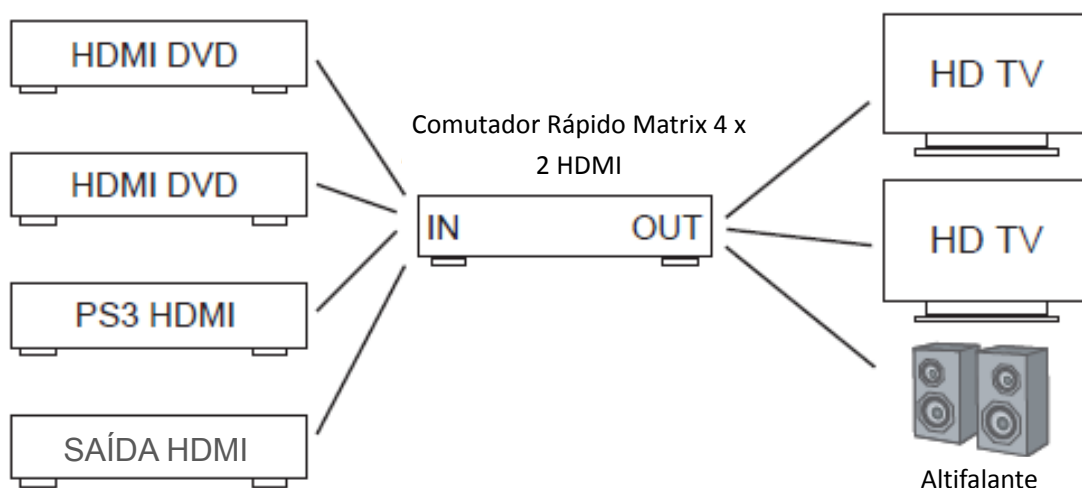 HDMI DVD
HDMI DVD
PS3 HDMI
SAÍDA HDMI
Comutador Rápido Matrix 4 x
2 HDMI
IN OUT
HD TV
HD TV
Altifalante